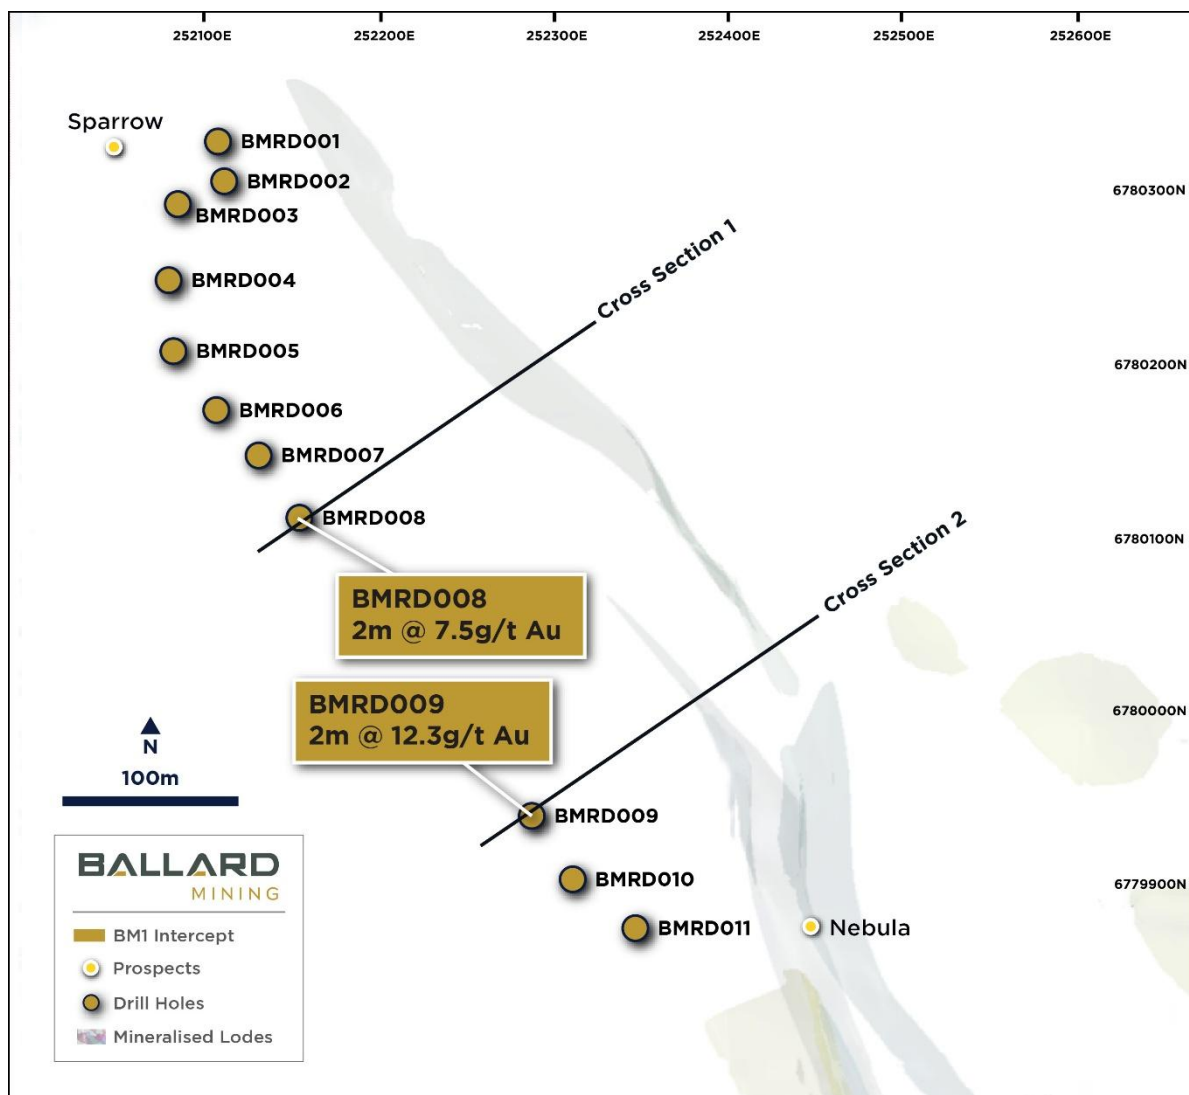 252100E
252200E
252300E
252400E
252500E
252600E
Sparrow
BMRD001
BMRD002
BMRD003
6780300N
BMRD004
Cross Section 1
BMRD005
6780200N
BMRD006
BMRD007
BMRD008
6780100N
BMRD008
2m @ 7.5g/t Au
Cross Section 2
BMRD009
2m @ 12.3g/t Au
6780000N
N
100m
BMRD009
BMRD010
6779900N
BMRD011
Nebula
BALLARD
MINING
BM1 Intercept
Prospects
Drill Holes
Mineralised Lodes